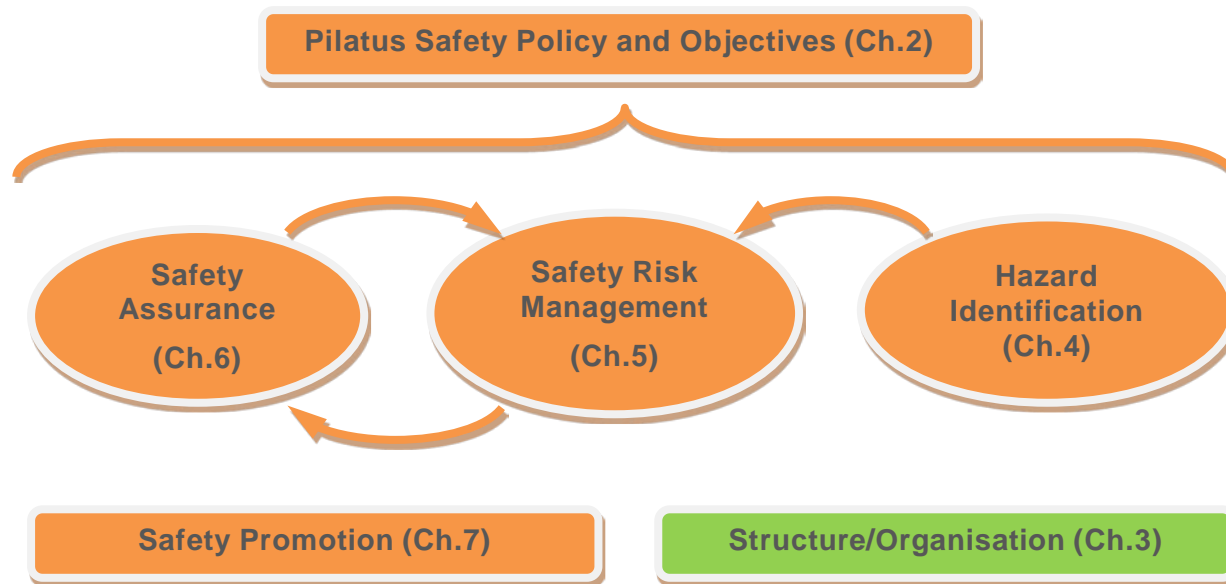 Pilatus Safety Policy and Objectives (Ch.2)
Safety
Assurance
(Ch.6)
Safety Risk
Management
(Ch.5)
Hazard
Identification
(Ch.4)
Safety Promotion (Ch.7)
Structure/Organisation (Ch.3)